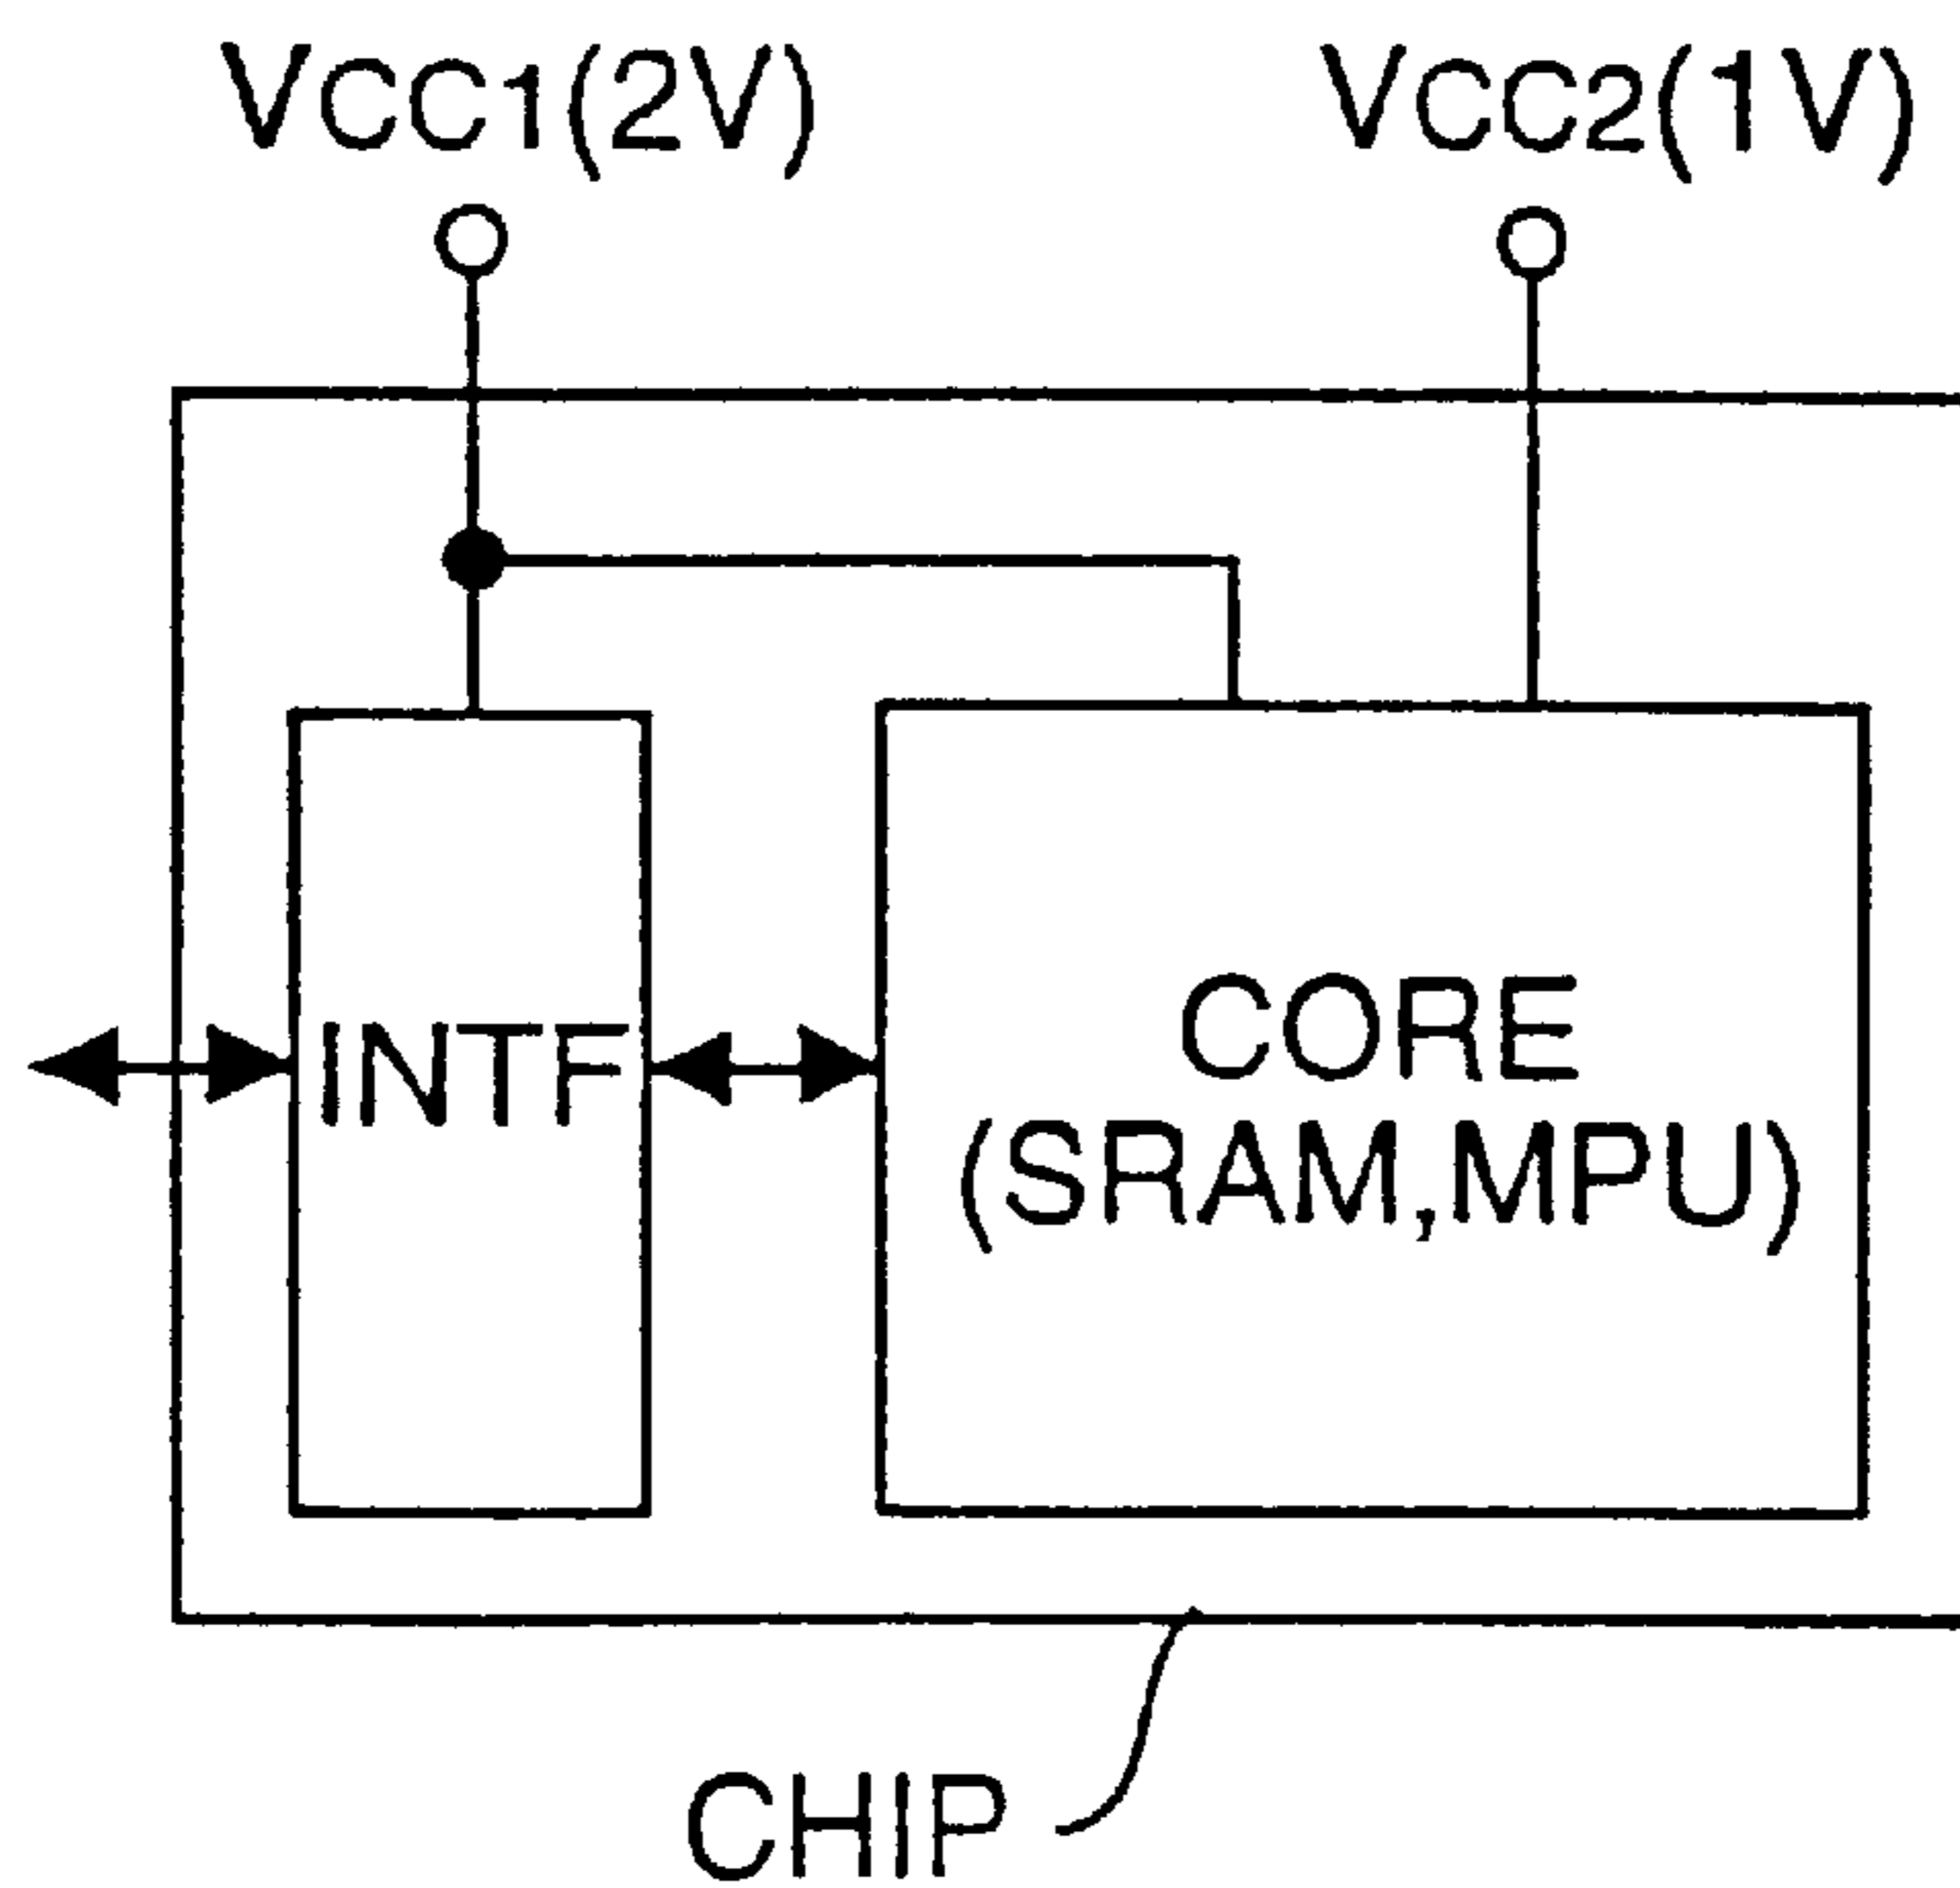 VCC1(2V)
VCC2(1V)
INTF
CORE
(SRAM,MPU)
CHIP